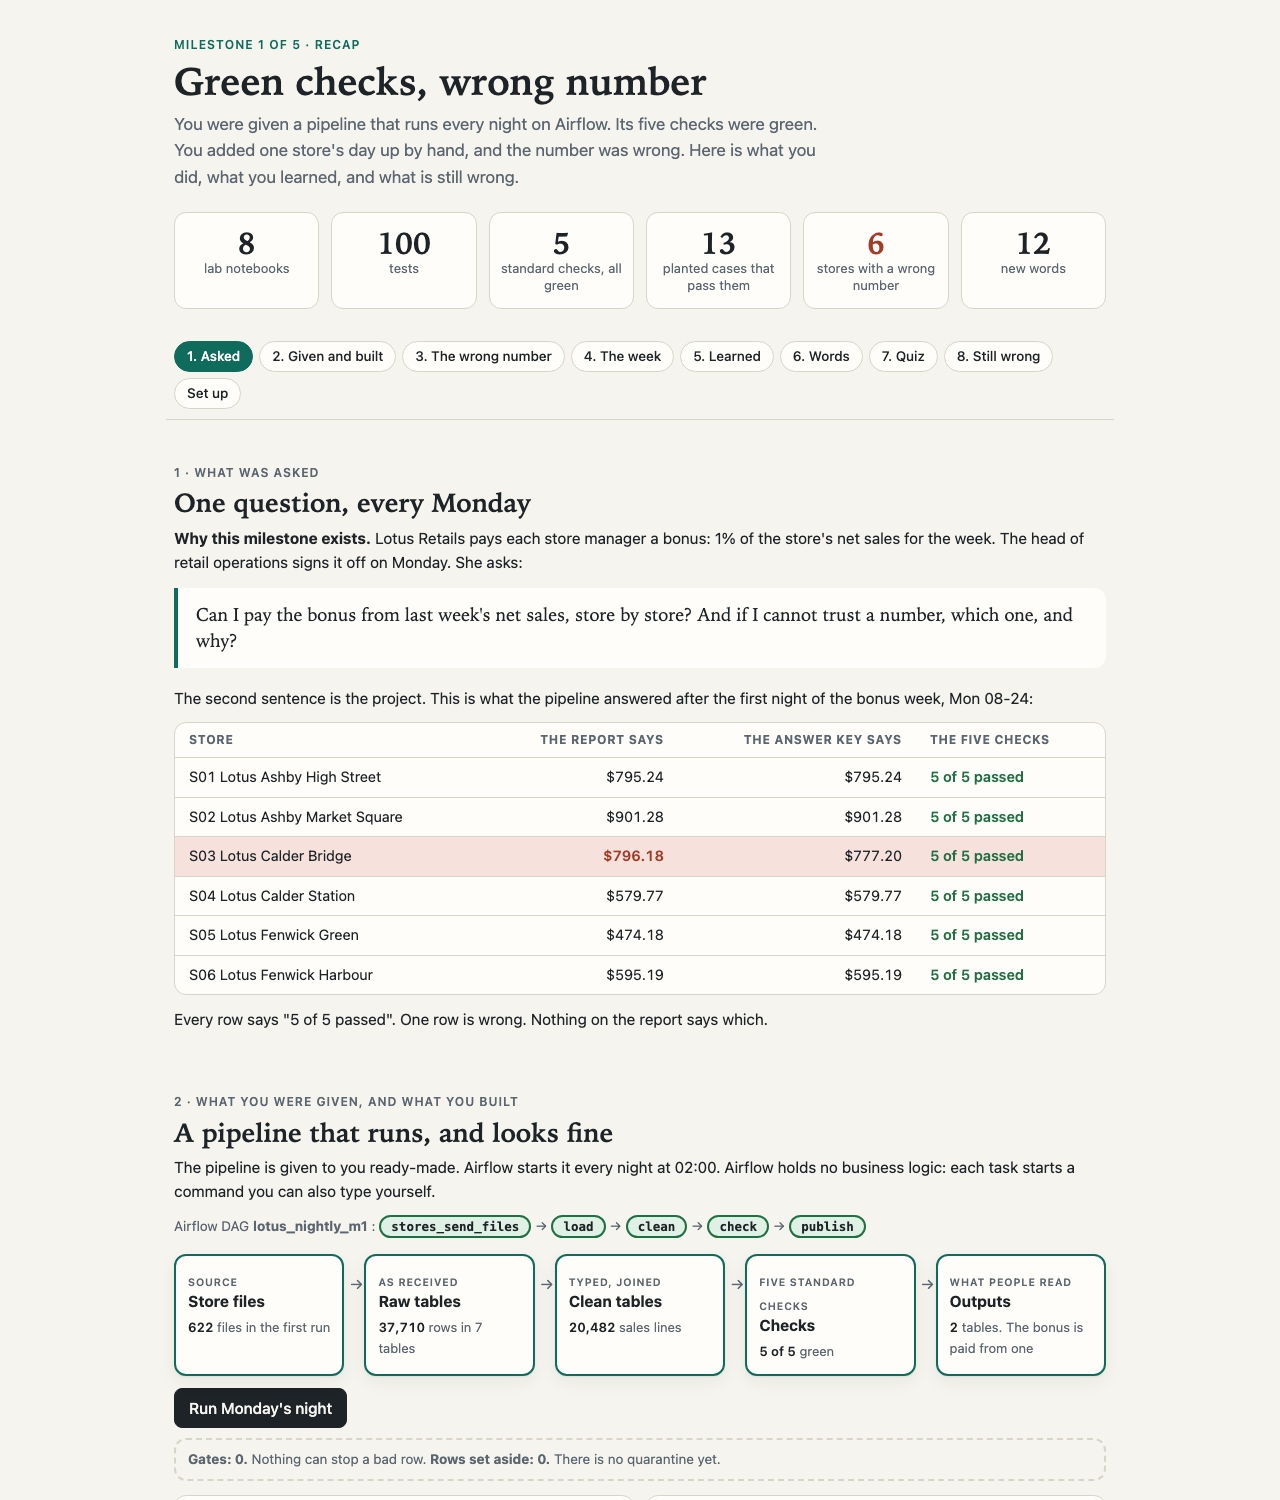 MILESTONE 1 OF 5 · RECAP
Green checks, wrong number
You were given a pipeline that runs every night on Airflow. Its five checks were green.
You added one store's day up by hand, and the number was wrong. Here is what you
did, what you learned, and what is still wrong.
8
lab notebooks
100
tests
5
standard checks, all
green
13
planted cases that
pass them
6
stores with a wrong
number
12
new words
1. Asked
2. Given and built
3. The wrong number
4. The week
5. Learned
6. Words
7. Quiz
8. Still wrong
Set up
1 · WHAT WAS ASKED
One question, every Monday
Why this milestone exists. Lotus Retails pays each store manager a bonus: 1% of the store's net sales for the week. The head of
retail operations signs it off on Monday. She asks:
Can I pay the bonus from last week's net sales, store by store? And if I cannot trust a number, which one, and
why?
The second sentence is the project. This is what the pipeline answered after the first night of the bonus week, Mon 08-24:
STORE THE REPORT SAYS THE ANSWER KEY SAYS THE FIVE CHECKS
S01 Lotus Ashby High Street $795.24 $795.24 5 of 5 passed
S02 Lotus Ashby Market Square $901.28 $901.28 5 of 5 passed
S03 Lotus Calder Bridge $796.18 $777.20 5 of 5 passed
S04 Lotus Calder Station $579.77 $579.77 5 of 5 passed
S05 Lotus Fenwick Green $474.18 $474.18 5 of 5 passed
S06 Lotus Fenwick Harbour $595.19 $595.19 5 of 5 passed
Every row says "5 of 5 passed". One row is wrong. Nothing on the report says which.
2 · WHAT YOU WERE GIVEN, AND WHAT YOU BUILT
A pipeline that runs, and looks fine
The pipeline is given to you ready-made. Airflow starts it every night at 02:00. Airflow holds no business logic: each task starts a
command you can also type yourself.
Airflow DAG lotus_nightly_m1 : stores_send_files → load → clean → check → publish
SOURCE
Store files
622 files in the first run
→
AS RECEIVED
Raw tables
37,710 rows in 7
tables
→
TYPED, JOINED
Clean tables
20,482 sales lines
→
FIVE STANDARD
CHECKS
Checks
5 of 5 green
→
WHAT PEOPLE READ
Outputs
2 tables. The bonus is
paid from one
Run Monday's night
Gates: 0. Nothing can stop a bad row. Rows set aside: 0. There is no quarantine yet.